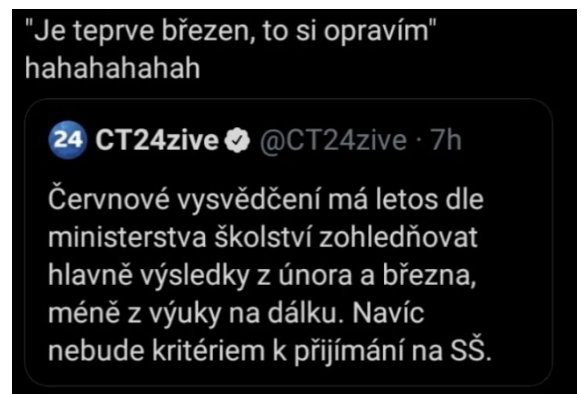 "Je teprve březen, to si opravím"
hahahahahah
24 CT24zive @CT24zive · 7h
Červnové vysvědčení má letos dle
ministerstva školství zohledňovat
hlavně výsledky z února a března,
méně z výuky na dálku. Navíc
nebude kritériem k přijímání na SŠ.